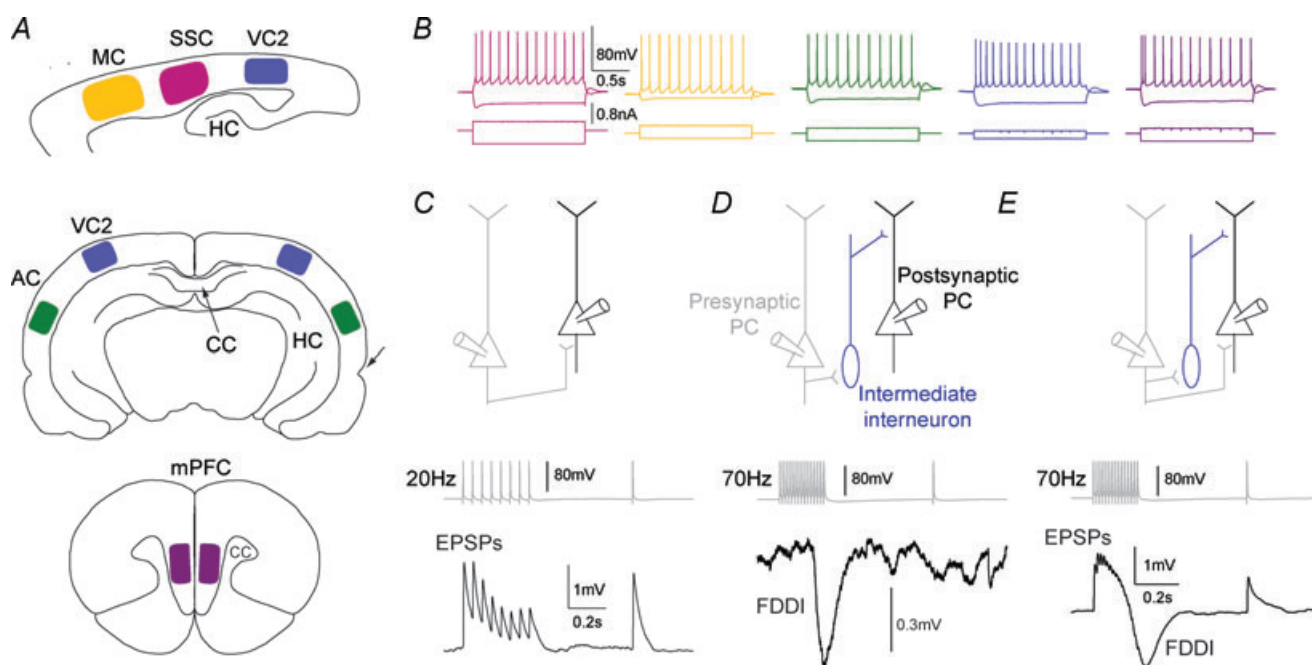 A
MC
SSC
VC2
HC
VC2
AC
CC
HC
mPFC
CC
B
80mV
0.5s
0.8nA
C
D
E
Presynaptic
PC
Postsynaptic
PC
Intermediate
interneuron
20Hz
80mV
EPSPs
1mV
0.2s
70Hz
80mV
FDDI
0.3mV
70Hz
80mV
EPSPs
1mV
0.2s
FDDI